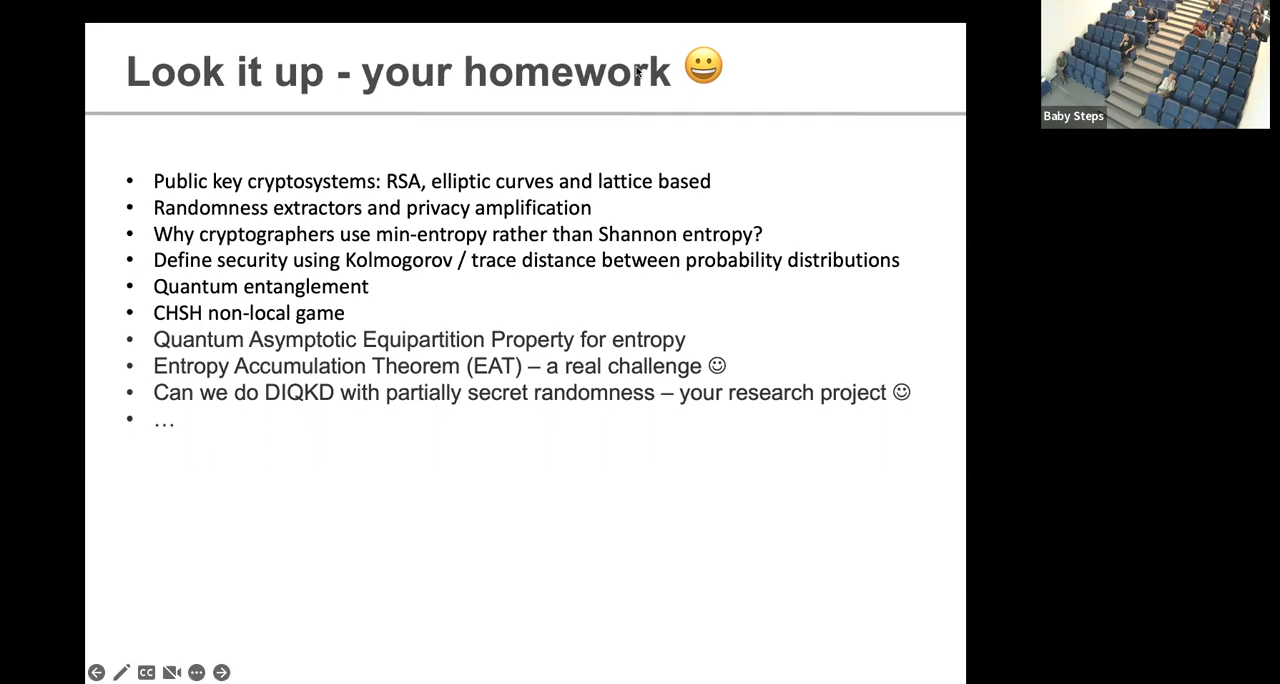 Look it up - your homework 😀
• Public key cryptosystems: RSA, elliptic curves and lattice based
• Randomness extractors and privacy amplification
• Why cryptographers use min-entropy rather than Shannon entropy?
• Define security using Kolmogorov / trace distance between probability distributions
• Quantum entanglement
• CHSH non-local game
• Quantum Asymptotic Equipartition Property for entropy
• Entropy Accumulation Theorem (EAT) – a real challenge ☺
• Can we do DIQKD with partially secret randomness – your research project ☺
• …
Baby Steps
CC